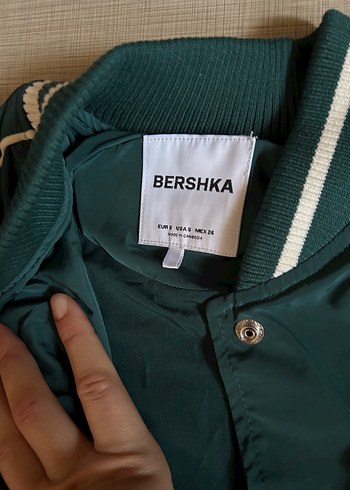 BERSHKA
EUR S USA S MEX 26
MADE IN CAMBODIA